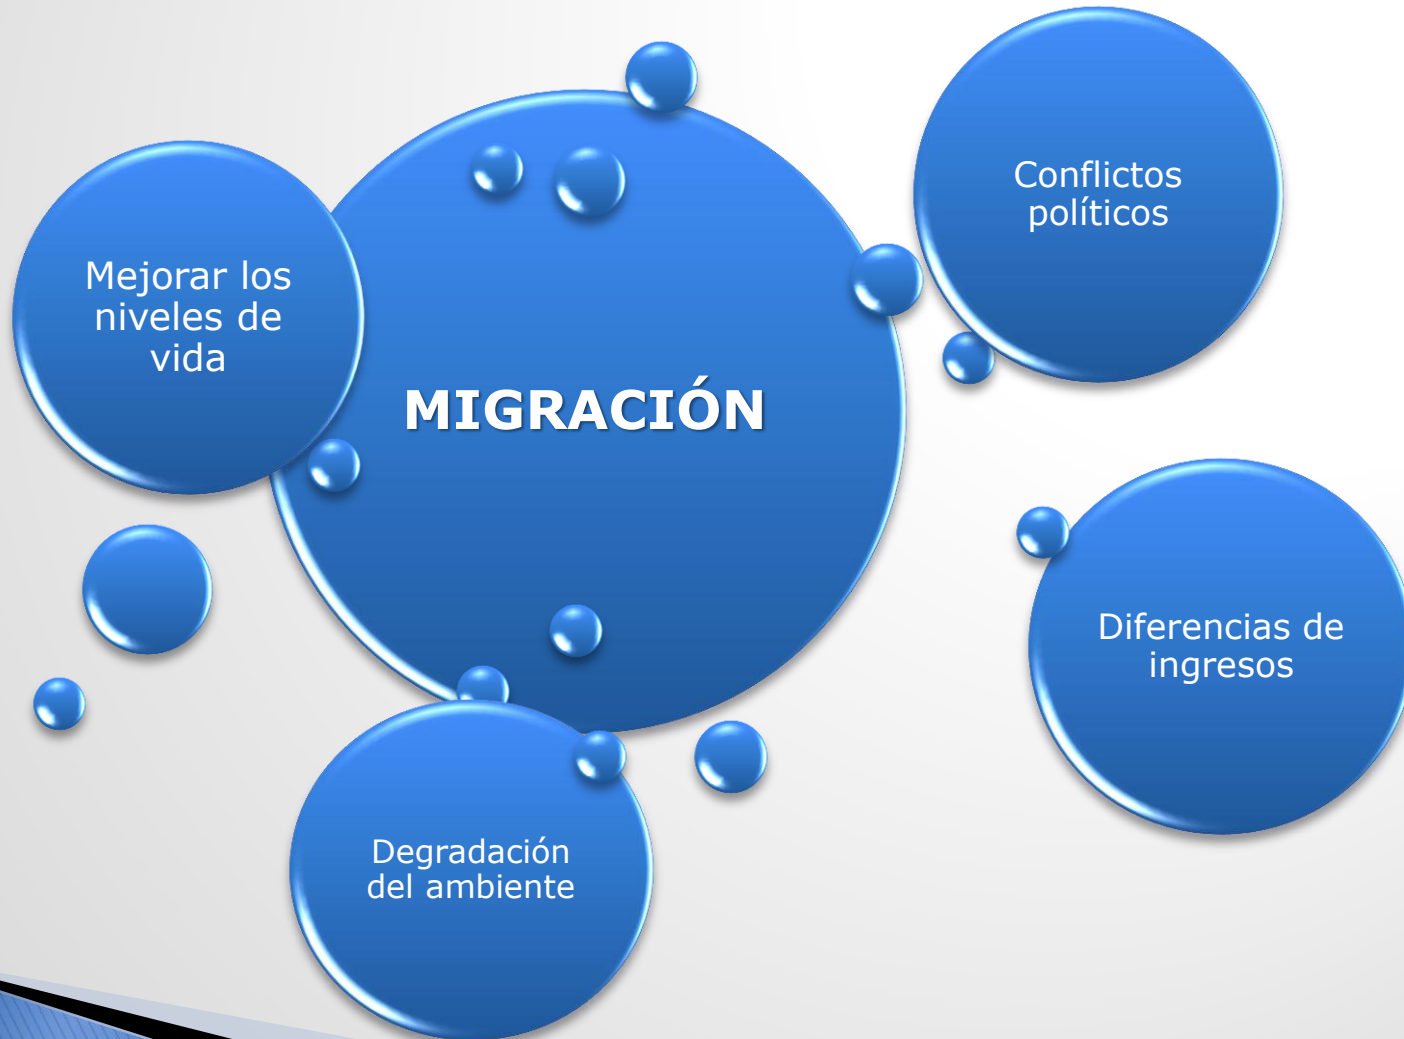 Conflictos
políticos
Mejorar los
niveles de
vida
MIGRACIÓN
Diferencias de
ingresos
Degradación
del ambiente